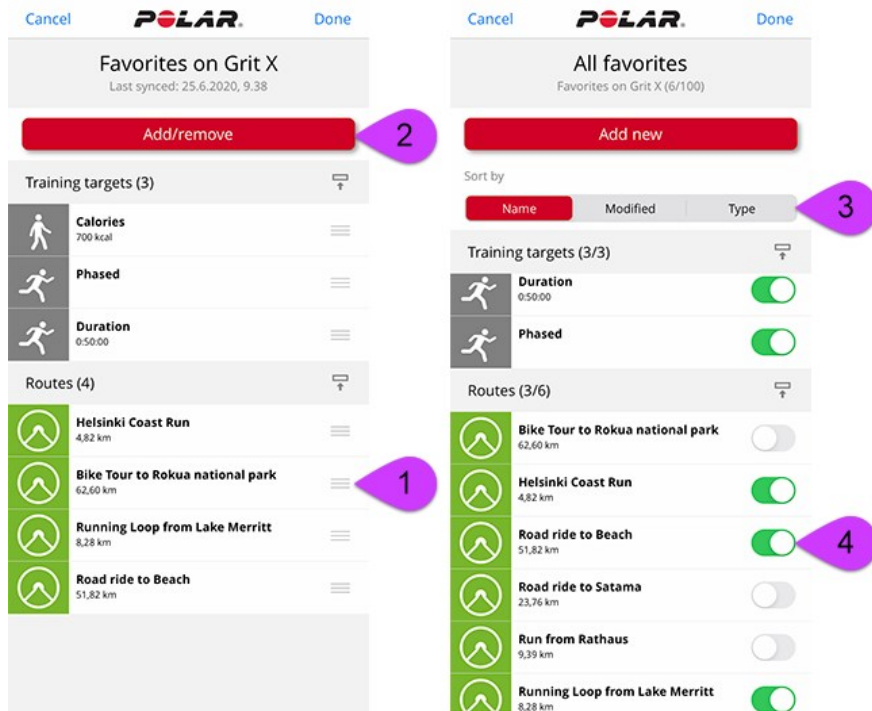 Cancel
POLAR.
Done
Favorites on Grit X
Last synced: 25.6.2020, 9.38
Add/remove
2
Training targets (3)
Calories
700 kcal
Phased
Duration
0:50:00
Routes (4)
Helsinki Coast Run
4,82 km
Bike Tour to Rokua national park
62,60 km
1
Running Loop from Lake Merritt
8,28 km
Road ride to Beach
51,82 km
Cancel
POLAR.
Done
All favorites
Favorites on Grit X (6/100)
Add new
Sort by
Name Modified Type
3
Training targets (3/3)
Duration
0:50:00
Phased
Routes (3/6)
Bike Tour to Rokua national park
62,60 km
Helsinki Coast Run
4,82 km
Road ride to Beach
51,82 km
4
Road ride to Satama
23,76 km
Run from Rathaus
9,39 km
Running Loop from Lake Merritt
8,28 km